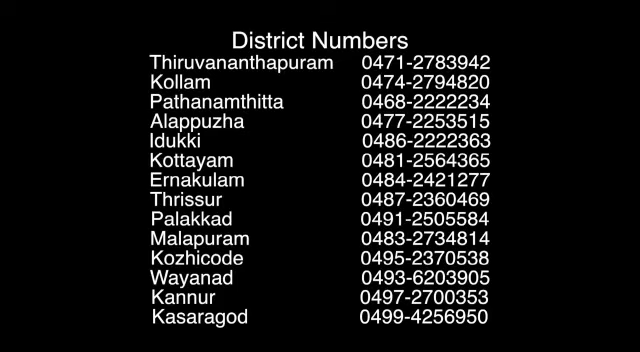 District Numbers
Thiruvananthapuram 0471-2783942
Kollam 0474-2794820
Pathanamthitta 0468-2222234
Alappuzha 0477-2253515
Idukki 0486-2222363
Kottayam 0481-2564365
Ernakulam 0484-2421277
Thrissur 0487-2360469
Palakkad 0491-2505584
Malapuram 0483-2734814
Kozhicode 0495-2370538
Wayanad 0493-6203905
Kannur 0497-2700353
Kasaragod 0499-4256950